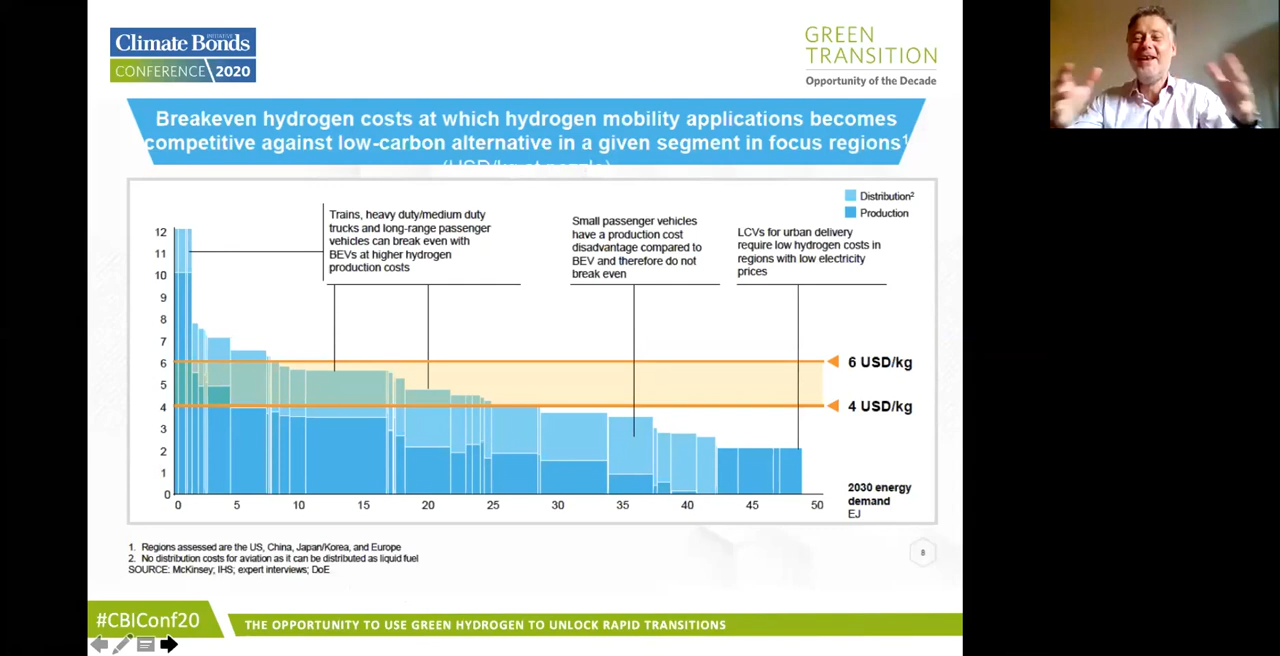 Climate Bonds
INITIATIVE
CONFERENCE 2020
GREEN
TRANSITION
Opportunity of the Decade
Breakeven hydrogen costs at which hydrogen mobility applications becomes
competitive against low-carbon alternative in a given segment in focus regions¹
(USD/kg at nozzle)
Distribution²
Production
Trains, heavy duty/medium duty
trucks and long-range passenger
vehicles can break even with
BEVs at higher hydrogen
production costs
Small passenger vehicles
have a production cost
disadvantage compared to
BEV and therefore do not
break even
LCVs for urban delivery
require low hydrogen costs in
regions with low electricity
prices
12
11
10
9
8
7
6
5
4
3
2
1
0
6 USD/kg
4 USD/kg
0 5 10 15 20 25 30 35 40 45 50
2030 energy
demand
EJ
1. Regions assessed are the US, China, Japan/Korea, and Europe
2. No distribution costs for aviation as it can be distributed as liquid fuel
SOURCE: McKinsey, IHS; expert interviews; DoE
8
#CBIConf20
THE OPPORTUNITY TO USE GREEN HYDROGEN TO UNLOCK RAPID TRANSITIONS